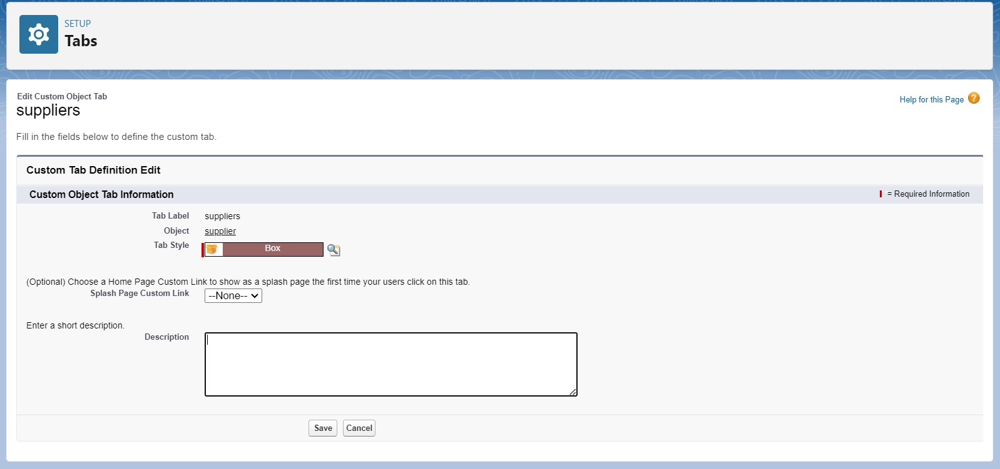 SETUP
Tabs
Edit Custom Object Tab
suppliers
Help for this Page
Fill in the fields below to define the custom tab.
Custom Tab Definition Edit
Custom Object Tab Information
= Required Information
Tab Label suppliers
Object supplier
Tab Style Box
(Optional) Choose a Home Page Custom Link to show as a splash page the first time your users click on this tab.
Splash Page Custom Link --None--
Enter a short description.
Description
Save Cancel